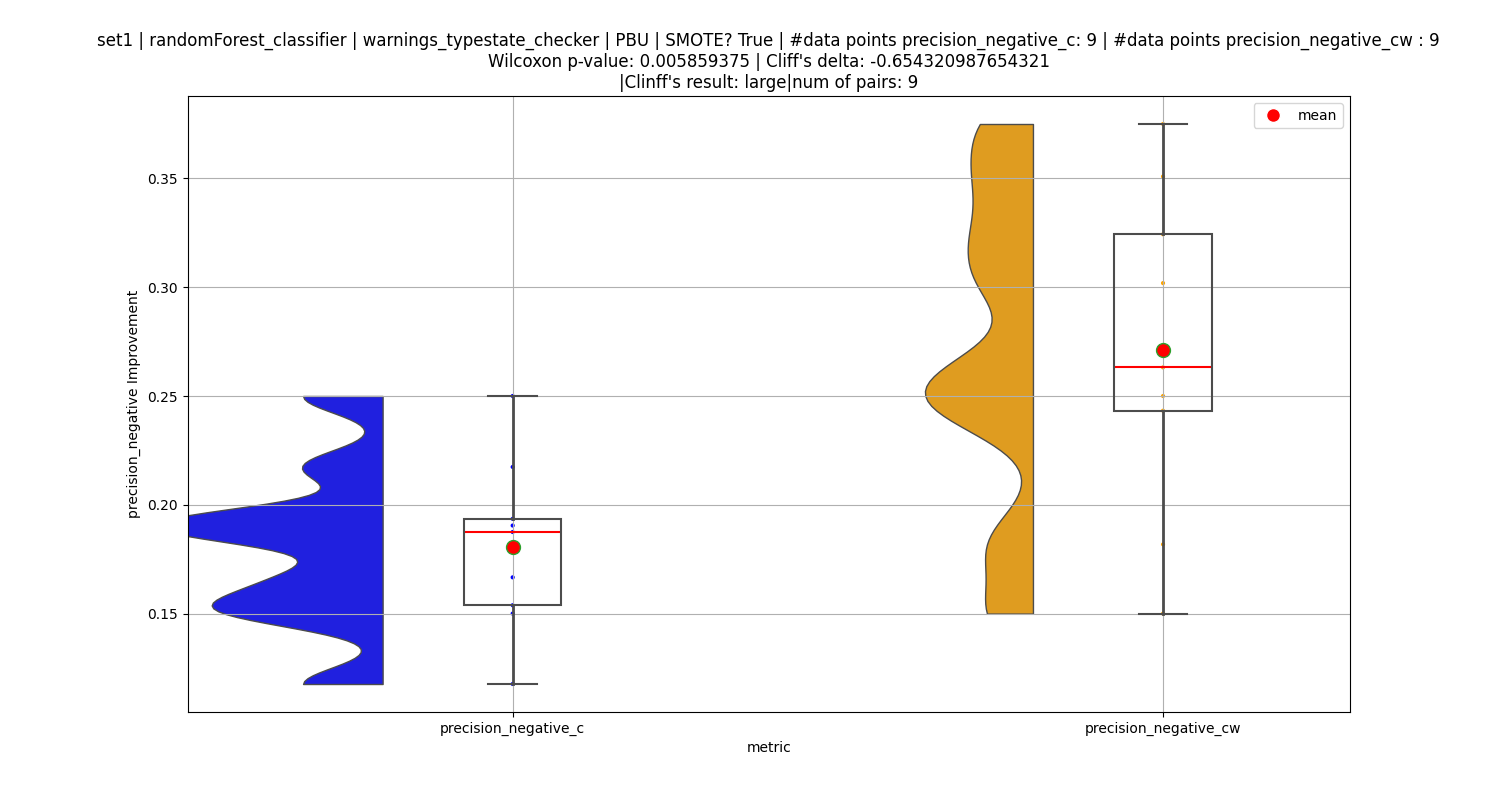 set1 | randomForest_classifier | warnings_typestate_checker | PBU | SMOTE? True | #data points precision_negative_c: 9 | #data points precision_negative_cw : 9
Wilcoxon p-value: 0.005859375 | Cliff's delta: -0.654320987654321
|Clinff's result: large|num of pairs: 9
mean
precision_negative Improvement
0.35
0.30
0.25
0.20
0.15
precision_negative_c
precision_negative_cw
metric